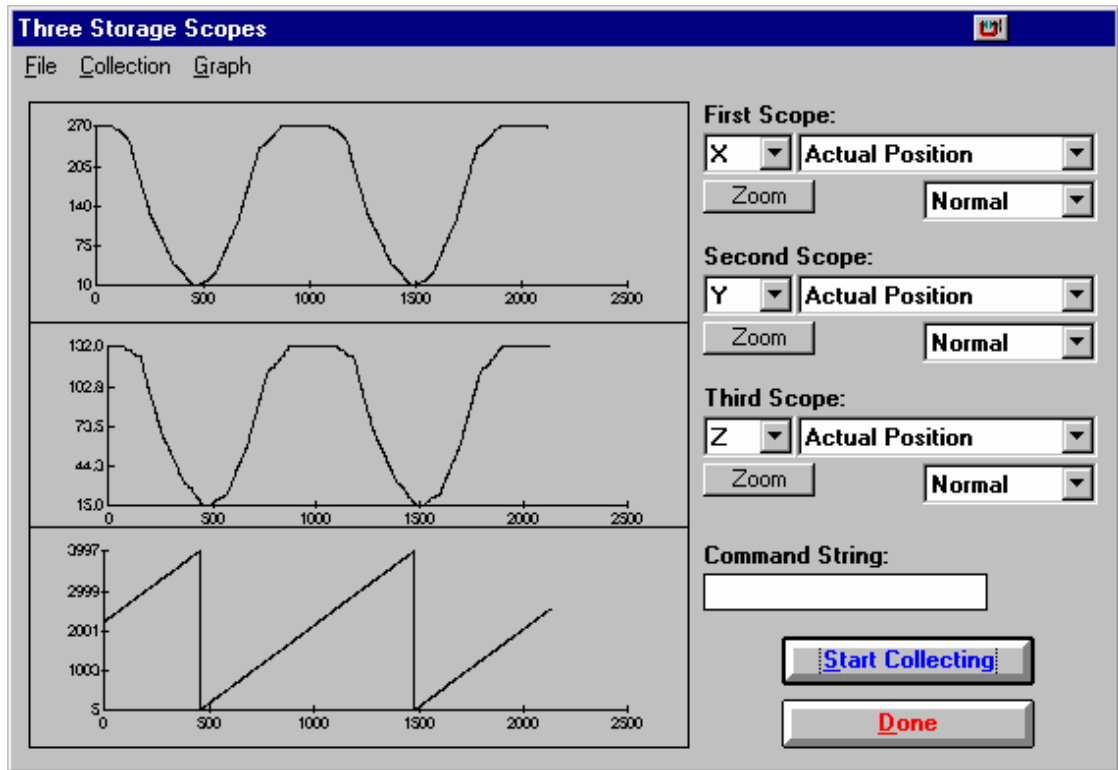 Three Storage Scopes
File Collection Graph
270
205
140
75
10
0 500 1000 1500 2000 2500
132.0
102.8
73.5
44.3
15.0
0 500 1000 1500 2000 2500
3997
2999
2001
1003
5
0 500 1000 1500 2000 2500
First Scope:
X Actual Position
Zoom Normal
Second Scope:
Y Actual Position
Zoom Normal
Third Scope:
Z Actual Position
Zoom Normal
Command String:
Start Collecting
Done